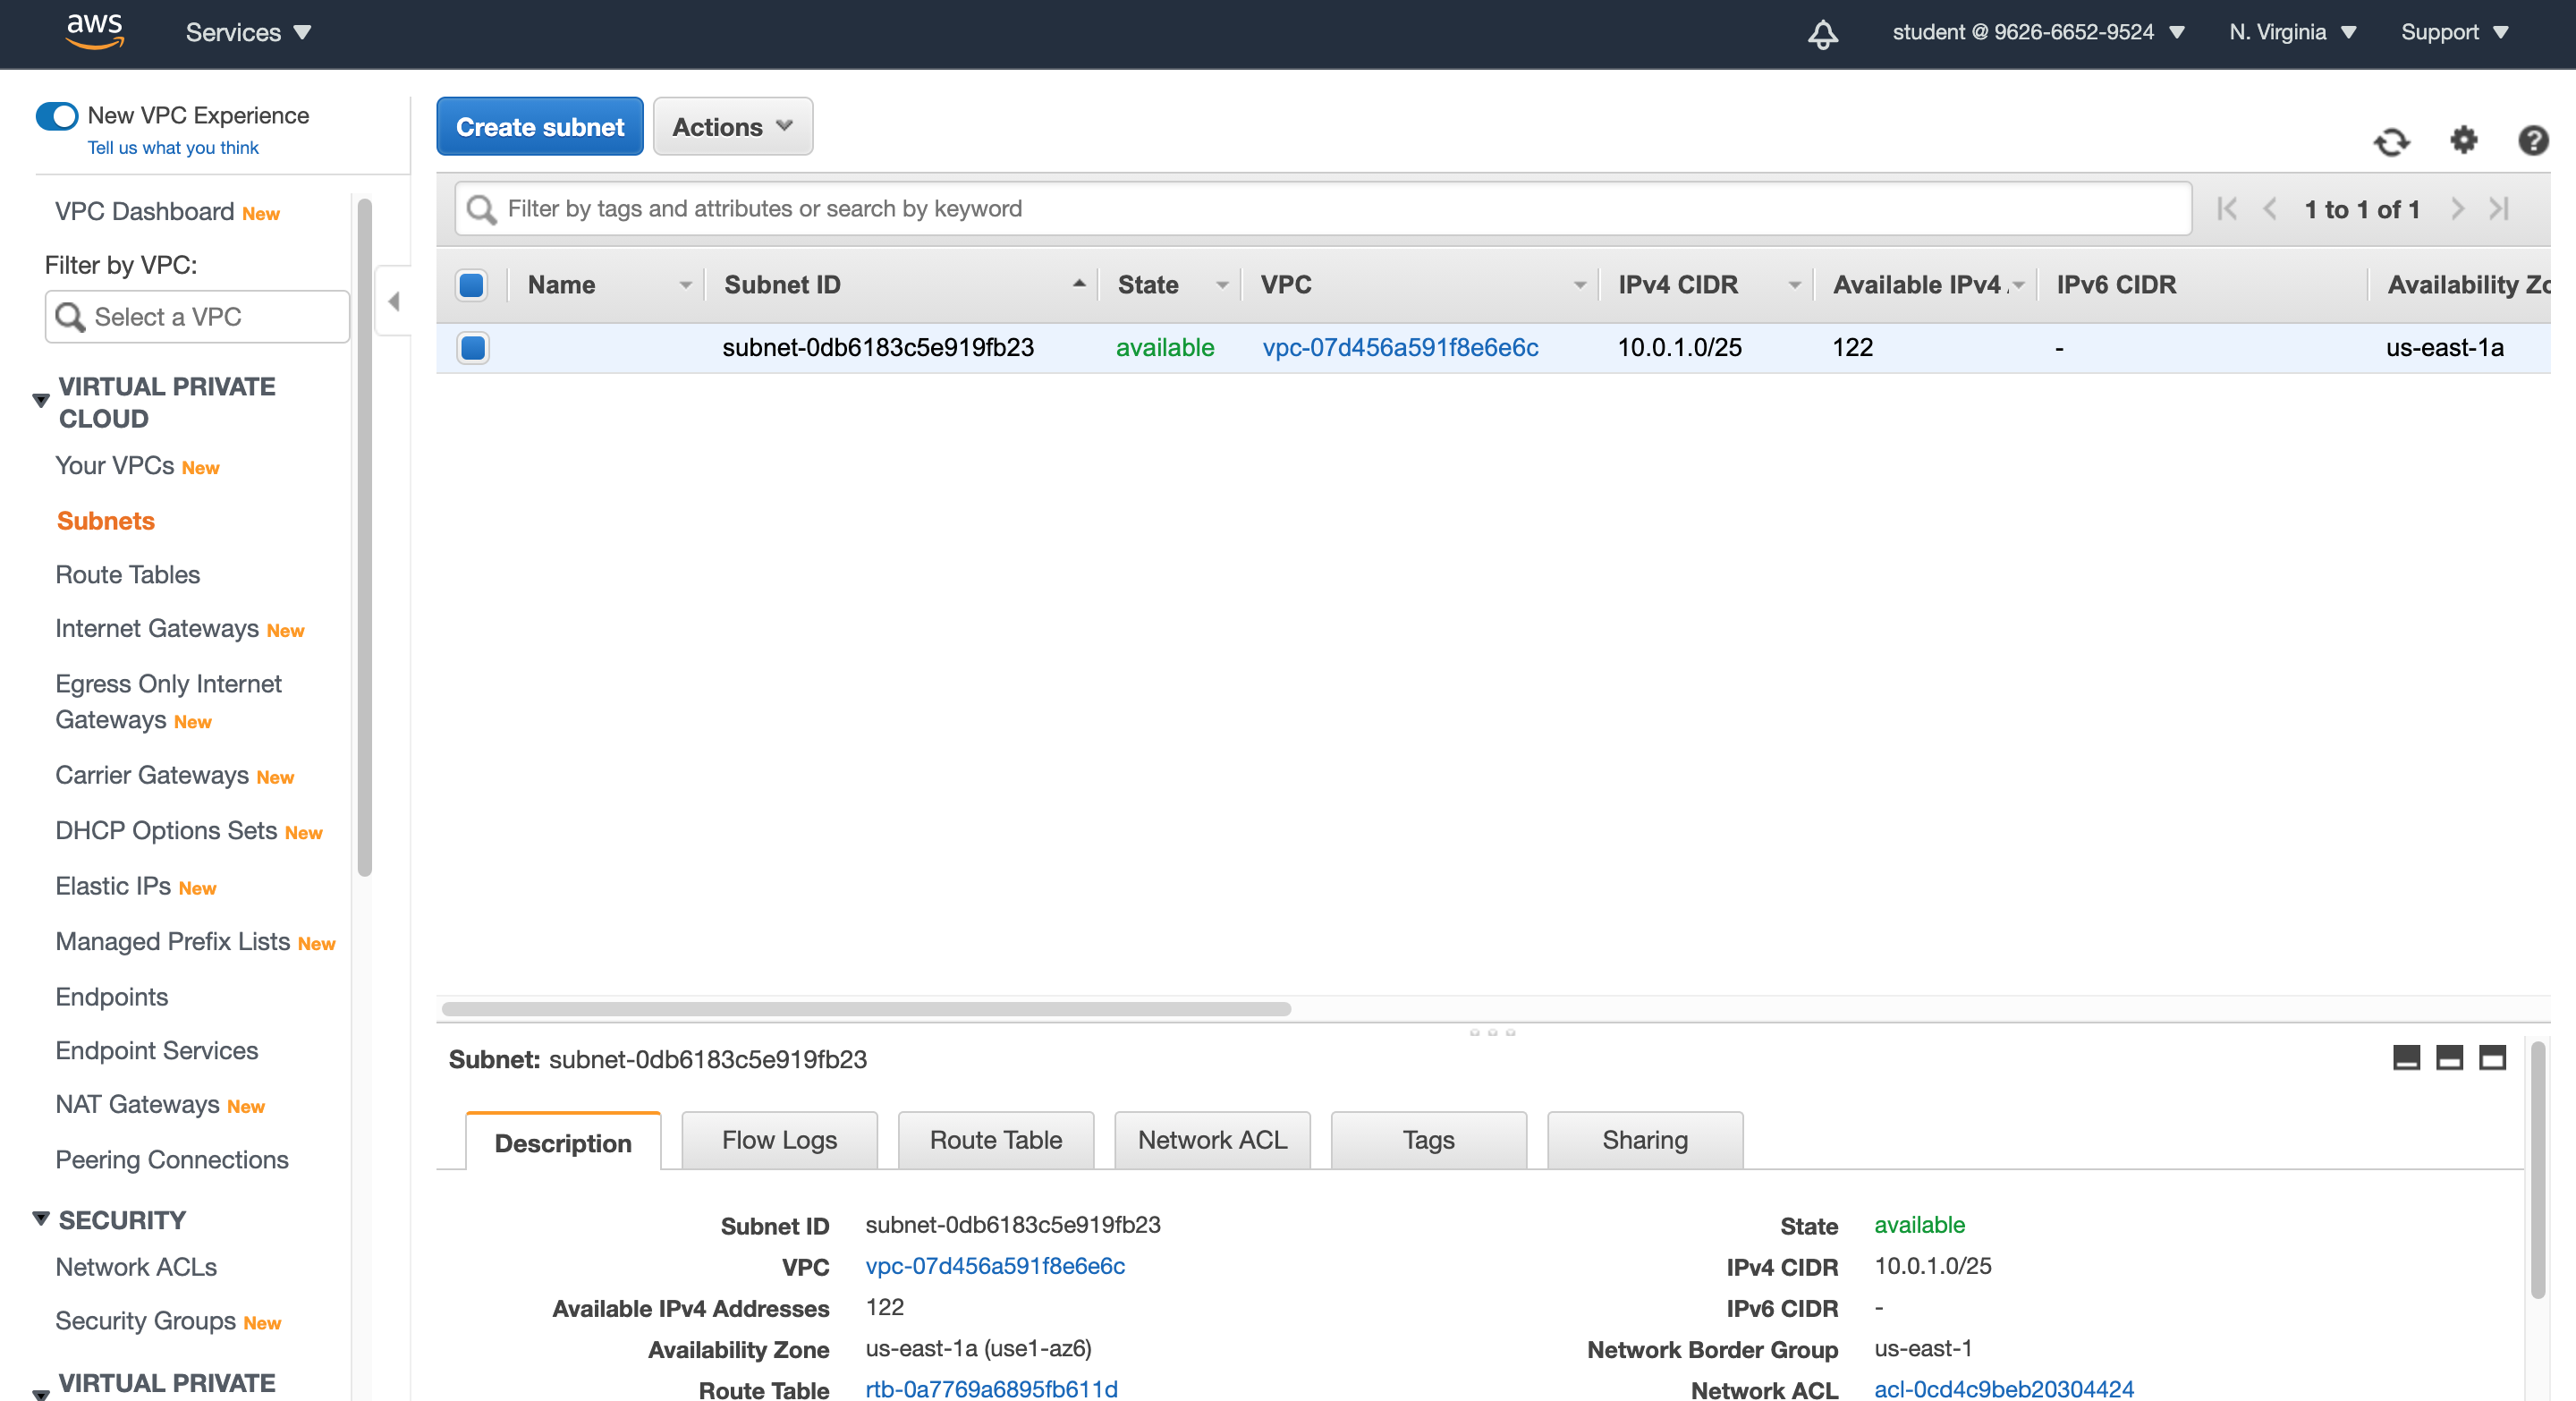 aws Services student @ 9626-6652-9524 N. Virginia Support
New VPC Experience
Tell us what you think
VPC Dashboard New
Filter by VPC:
Select a VPC
VIRTUAL PRIVATE
CLOUD
Your VPCs New
Subnets
Route Tables
Internet Gateways New
Egress Only Internet
Gateways New
Carrier Gateways New
DHCP Options Sets New
Elastic IPs New
Managed Prefix Lists New
Endpoints
Endpoint Services
NAT Gateways New
Peering Connections
SECURITY
Network ACLs
Security Groups New
VIRTUAL PRIVATE
Create subnet Actions
Filter by tags and attributes or search by keyword 1 to 1 of 1
Name Subnet ID State VPC IPv4 CIDR Available IPv4 IPv6 CIDR Availability Zo
subnet-0db6183c5e919fb23 available vpc-07d456a591f8e6e6c 10.0.1.0/25 122 - us-east-1a
Subnet: subnet-0db6183c5e919fb23
Description Flow Logs Route Table Network ACL Tags Sharing
Subnet ID subnet-0db6183c5e919fb23 State available
VPC vpc-07d456a591f8e6e6c IPv4 CIDR 10.0.1.0/25
Available IPv4 Addresses 122 IPv6 CIDR -
Availability Zone us-east-1a (use1-az6) Network Border Group us-east-1
Route Table rtb-0a7769a6895fb611d Network ACL acl-0cd4c9beb20304424